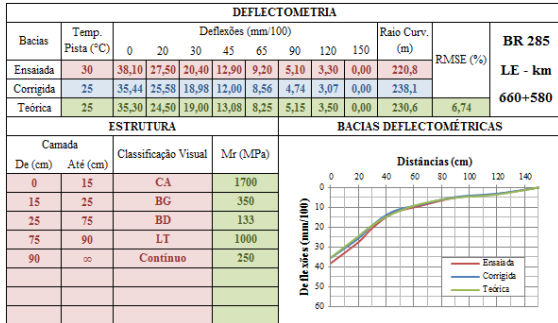 DEFLECTOMETRIA
Bacias Temp. Pista (°C) Deflexões (mm/100) Raio Curv. (m) RMSE (%) BR 285 LE - km 660+580
0 20 30 45 65 90 120 150
Ensaiada 30 38,10 27,50 20,40 12,90 9,20 5,10 3,30 0,00 220,8
Corrigida 25 35,44 25,58 18,98 12,00 8,56 4,74 3,07 0,00 238,1
Teórica 25 35,30 24,50 19,00 13,08 8,25 5,15 3,50 0,00 230,6 6,74
ESTRUTURA BACIAS DEFLECTOMÉTRICAS
Camada Classificação Visual Mr (MPa)
De (cm) Até (cm)
0 15 CA 1700
15 25 BG 350
25 75 BD 133
75 90 LT 1000
90 ∞ Contínuo 250
Distâncias (cm)
0 20 40 60 80 100 120 140
Deflexões (mm/100)
0
10
20
30
40
50
60
Ensaiada
Corrigida
Teórica